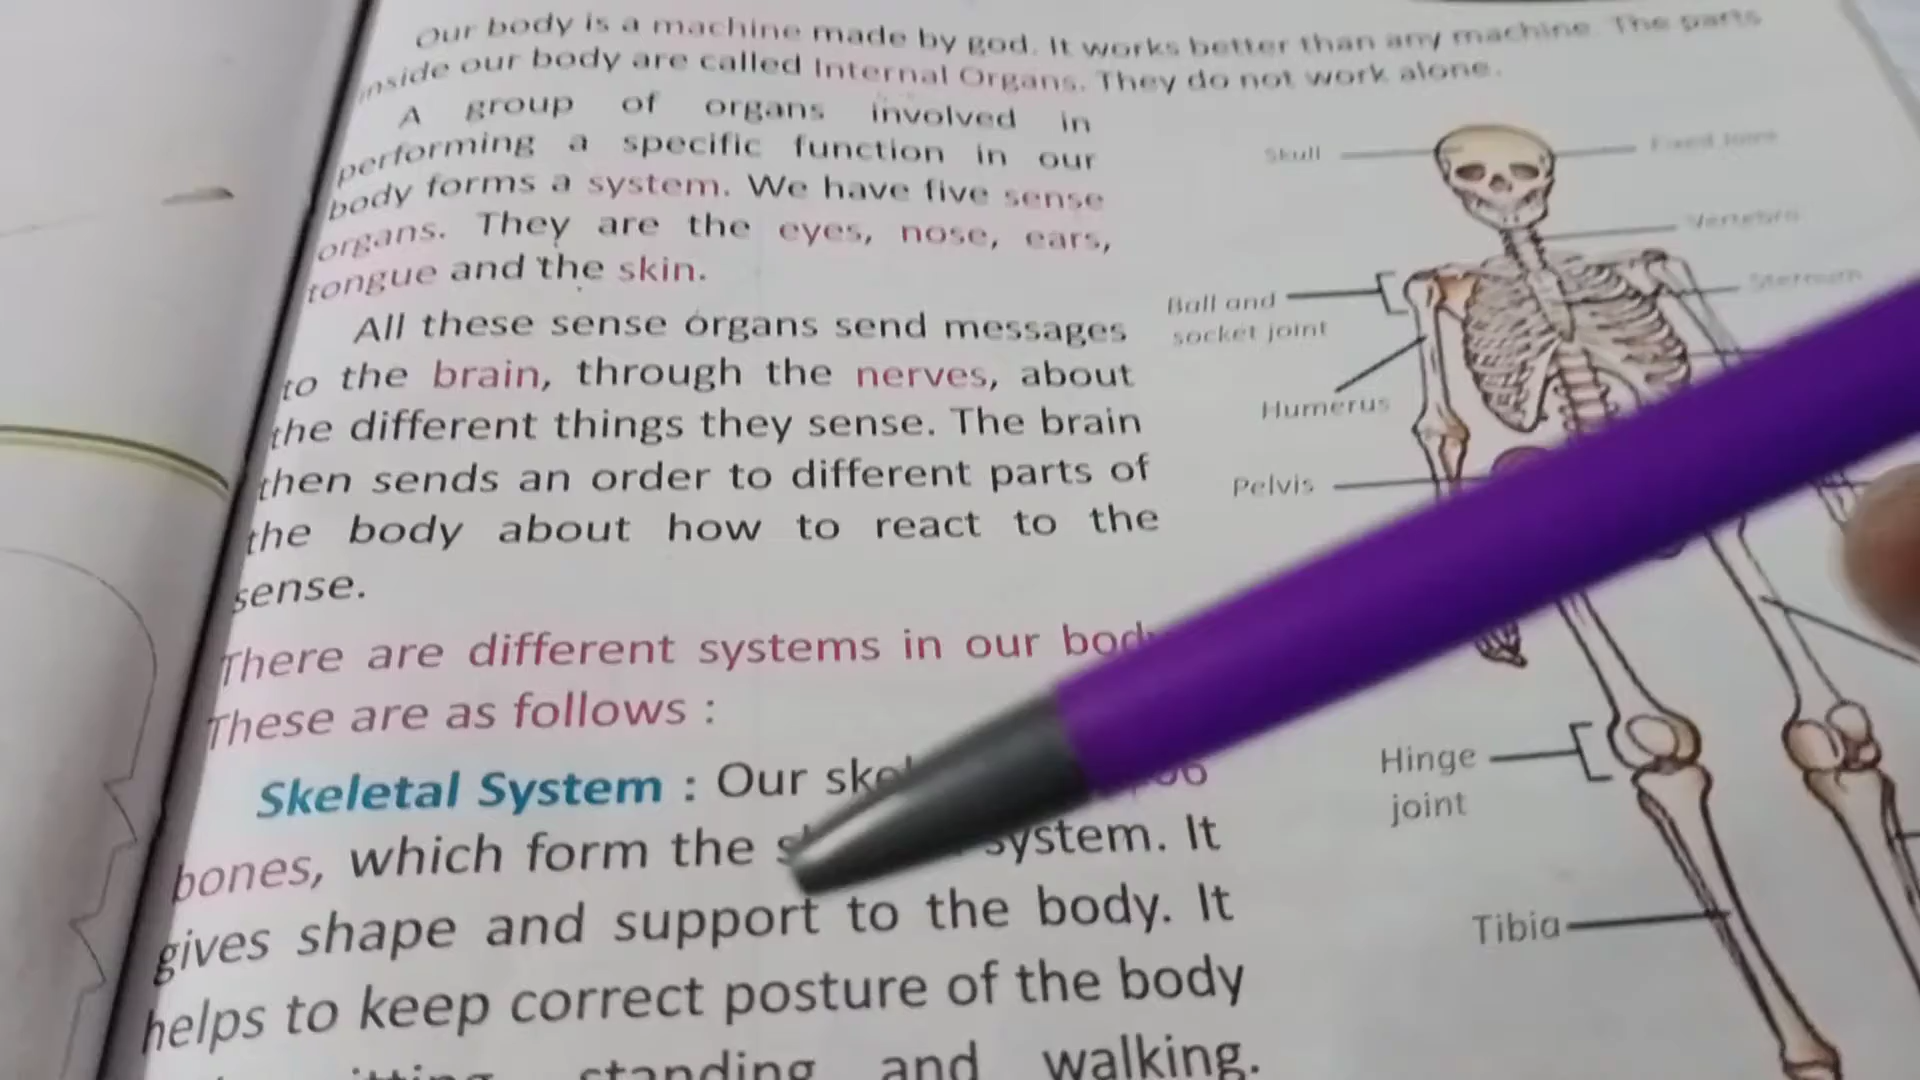 Our body is a machine made by god. It works better than any machine. The parts
inside our body are called Internal Organs. They do not work alone.
A group of organs involved in
performing a specific function in our
body forms a system. We have five sense
organs. They are the eyes, nose, ears,
tongue and the skin.
All these sense organs send messages
to the brain, through the nerves, about
the different things they sense. The brain
then sends an order to different parts of
the body about how to react to the
sense.
There are different systems in our
These are as follows :
Skeletal System : Our
bones, which form the system. It
gives shape and support to the body. It
helps to keep correct posture of the body
standing and walking.
Skull
Fixed
Vertebra
Sternum
Ball and
socket joint
Humerus
Pelvis
Hinge
joint
Tibia